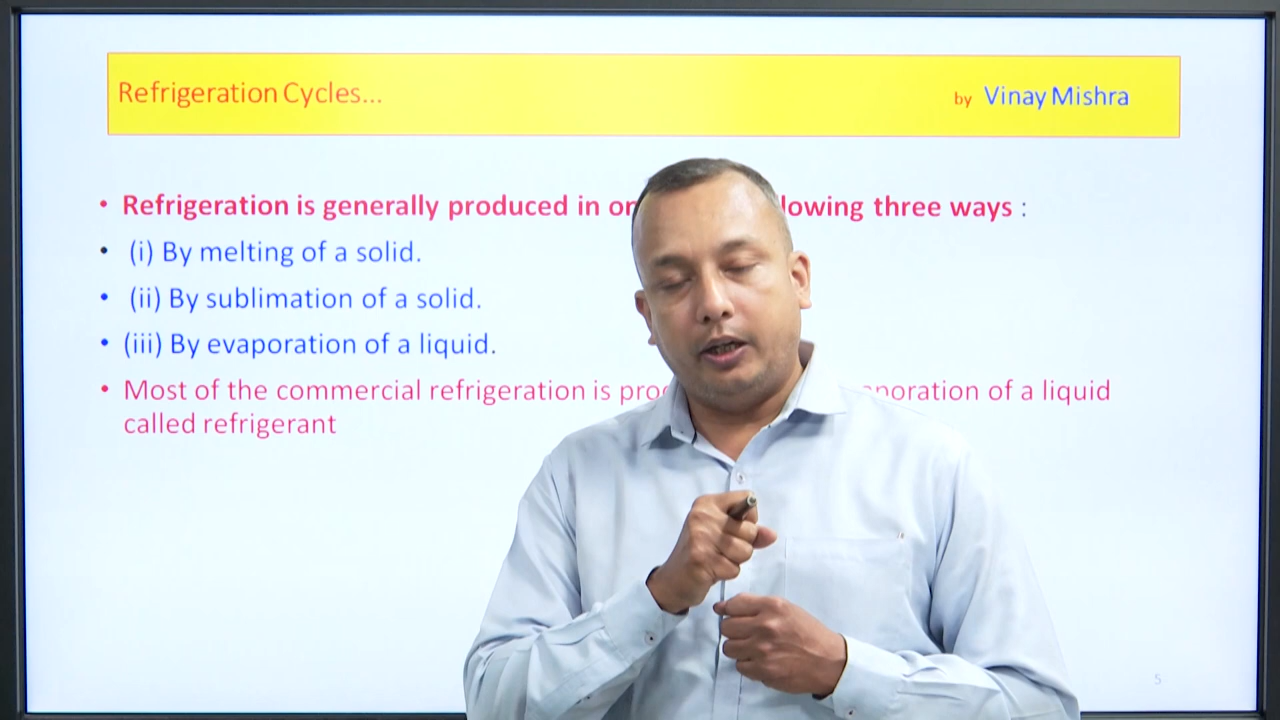 Refrigeration Cycles... by Vinay Mishra
• Refrigeration is generally produced in lowing three ways :
• (i) By melting of a solid.
• (ii) By sublimation of a solid.
• (iii) By evaporation of a liquid.
• Most of the commercial refrigeration is poration of a liquid
called refrigerant
5